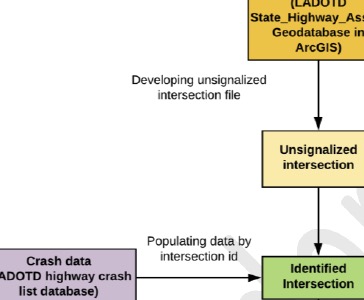 (LADOTD
State_Highway_Ass
Geodatabase in
ArcGIS)
Developing unsignalized
intersection file
Unsignalized
intersection
Populating data by
intersection id
Crash data
ADOTD highway crash
list database)
Identified
Intersection